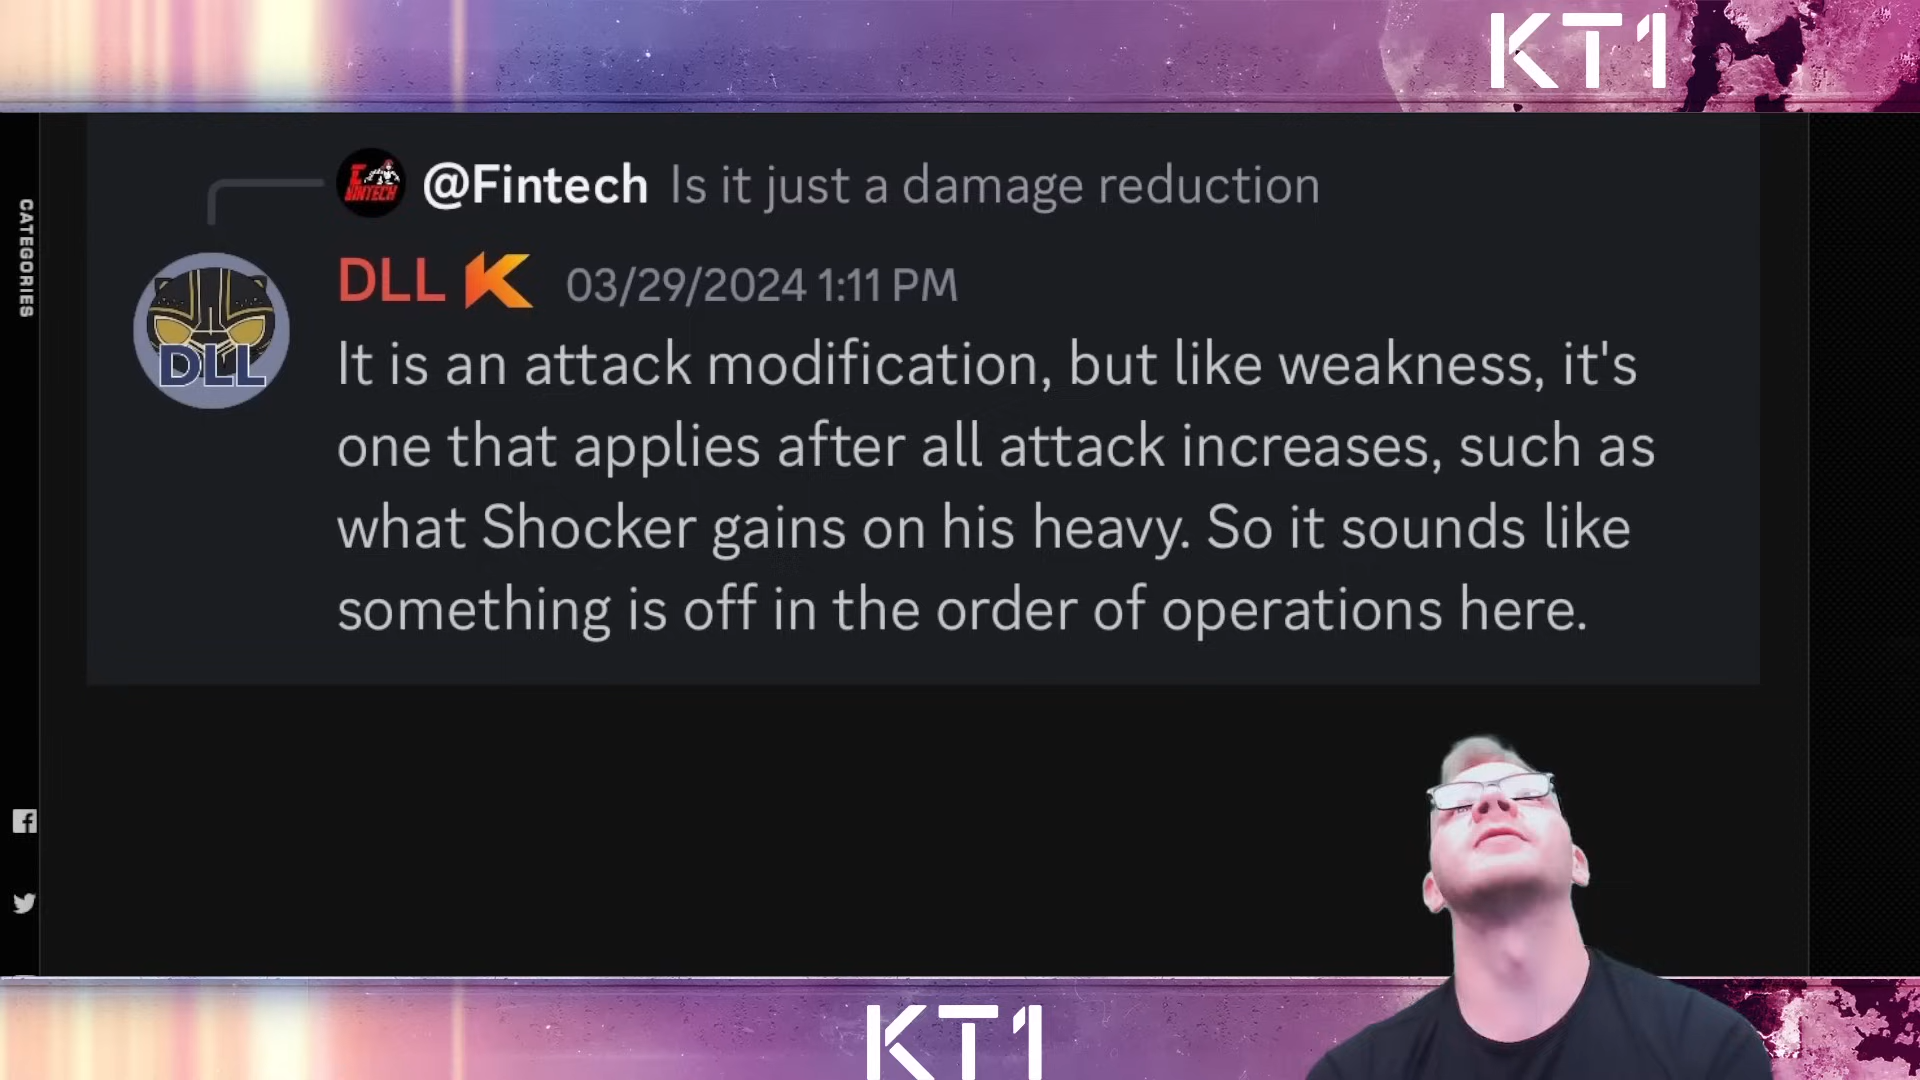 KT1
CATEGORIES
@Fintech Is it just a damage reduction
DLL 03/29/2024 1:11 PM
It is an attack modification, but like weakness, it's
one that applies after all attack increases, such as
what Shocker gains on his heavy. So it sounds like
something is off in the order of operations here.
FINTECH
DLL
KT1